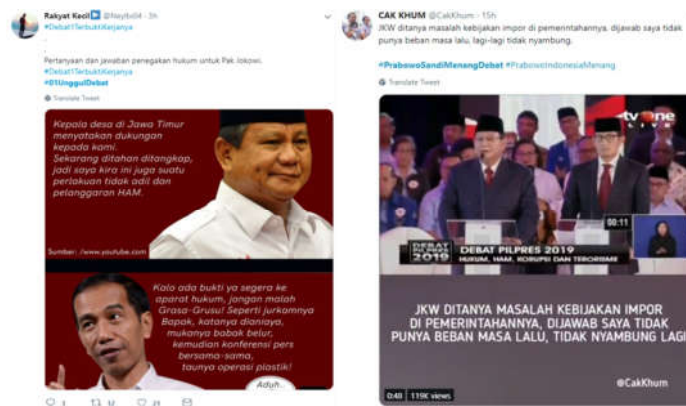 Rakyat Kecil @Naytb04 · 3h
#Debat1TerbuktiKerjanya
.
.
Pertanyaan dan jawaban penegakan hukum untuk Pak Jokowi.
#Debat1TerbuktiKerjanya
#01UnggulDebat
Translate Tweet
Kepala desa di Jawa Timur
menyatakan dukungan
kepada kami.
Sekarang ditahan ditangkap,
jadi saya kira ini juga suatu
perlakuan tidak adil dan
pelanggaran HAM.
Sumber: /www.youtube.com
Kalo ada bukti ya segera ke
aparat hukum, jangan malah
Grasa-Grusu! Seperti jurkamnya
Bapak, katanya dianiaya,
mukanya babak belur,
kemudian konferensi pers
bersama-sama,
taunya operasi plastik!
Aduh..
CAK KHUM @CakKhum · 15h
JKW ditanya masalah kebijakan impor di pemerintahannya, dijawab saya tidak
punya beban masa lalu, lagi-lagi tidak nyambung.
#PrabowoSandiMenangDebat #PrabowoIndonesiaMenang
Translate Tweet
tvOne
LIVE
00:11
DEBAT PILPRES 2019
DEBAT PILPRES 2019
HUKUM, HAM, KORUPSI DAN TERORISME
JKW DITANYA MASALAH KEBIJAKAN IMPOR
DI PEMERINTAHANNYA, DIJAWAB SAYA TIDAK
PUNYA BEBAN MASA LALU, TIDAK NYAMBUNG LAGI
@CakKhum
0:48 119K views